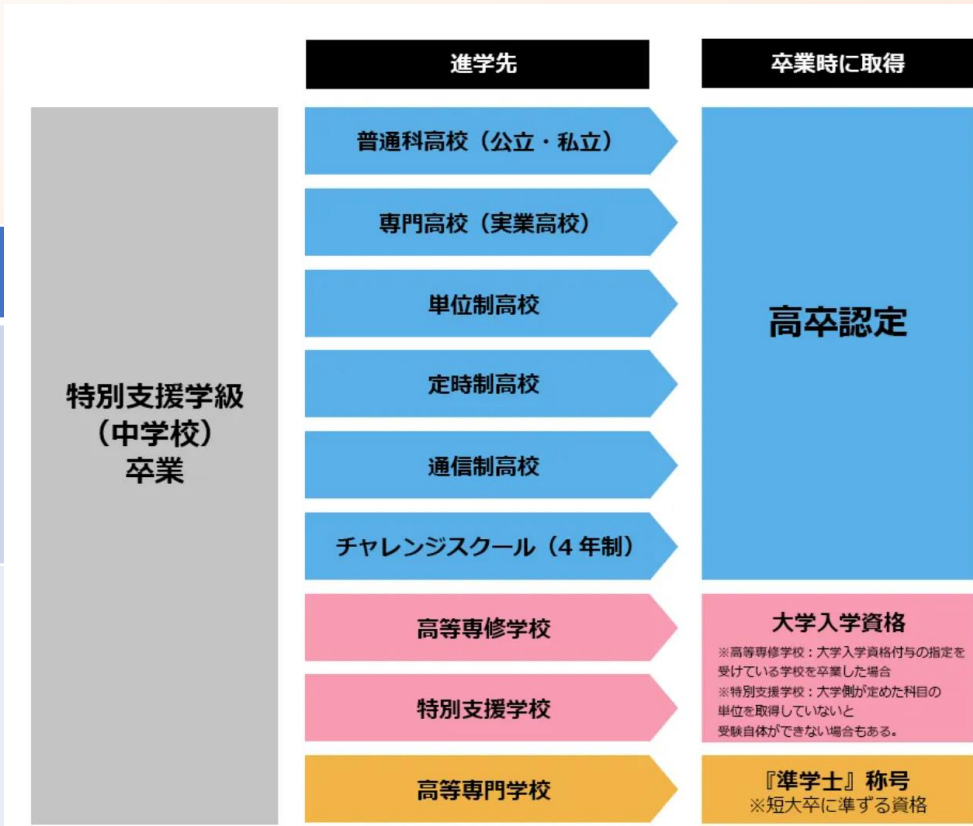 進学先
卒業時に取得
特別支援学級
（中学校）
卒業
普通科高校（公立・私立）
専門高校（実業高校）
単位制高校
定時制高校
通信制高校
チャレンジスクール（4 年制）
高等専修学校
特別支援学校
高等専門学校
高卒認定
大学入学資格
※高等専修学校：大学入学資格付与の指定を
受けている学校を卒業した場合
※特別支援学校：大学側が定めた科目の
単位を取得していないと
受験自体ができない場合もある。
『準学士』称号
※短大卒に準ずる資格